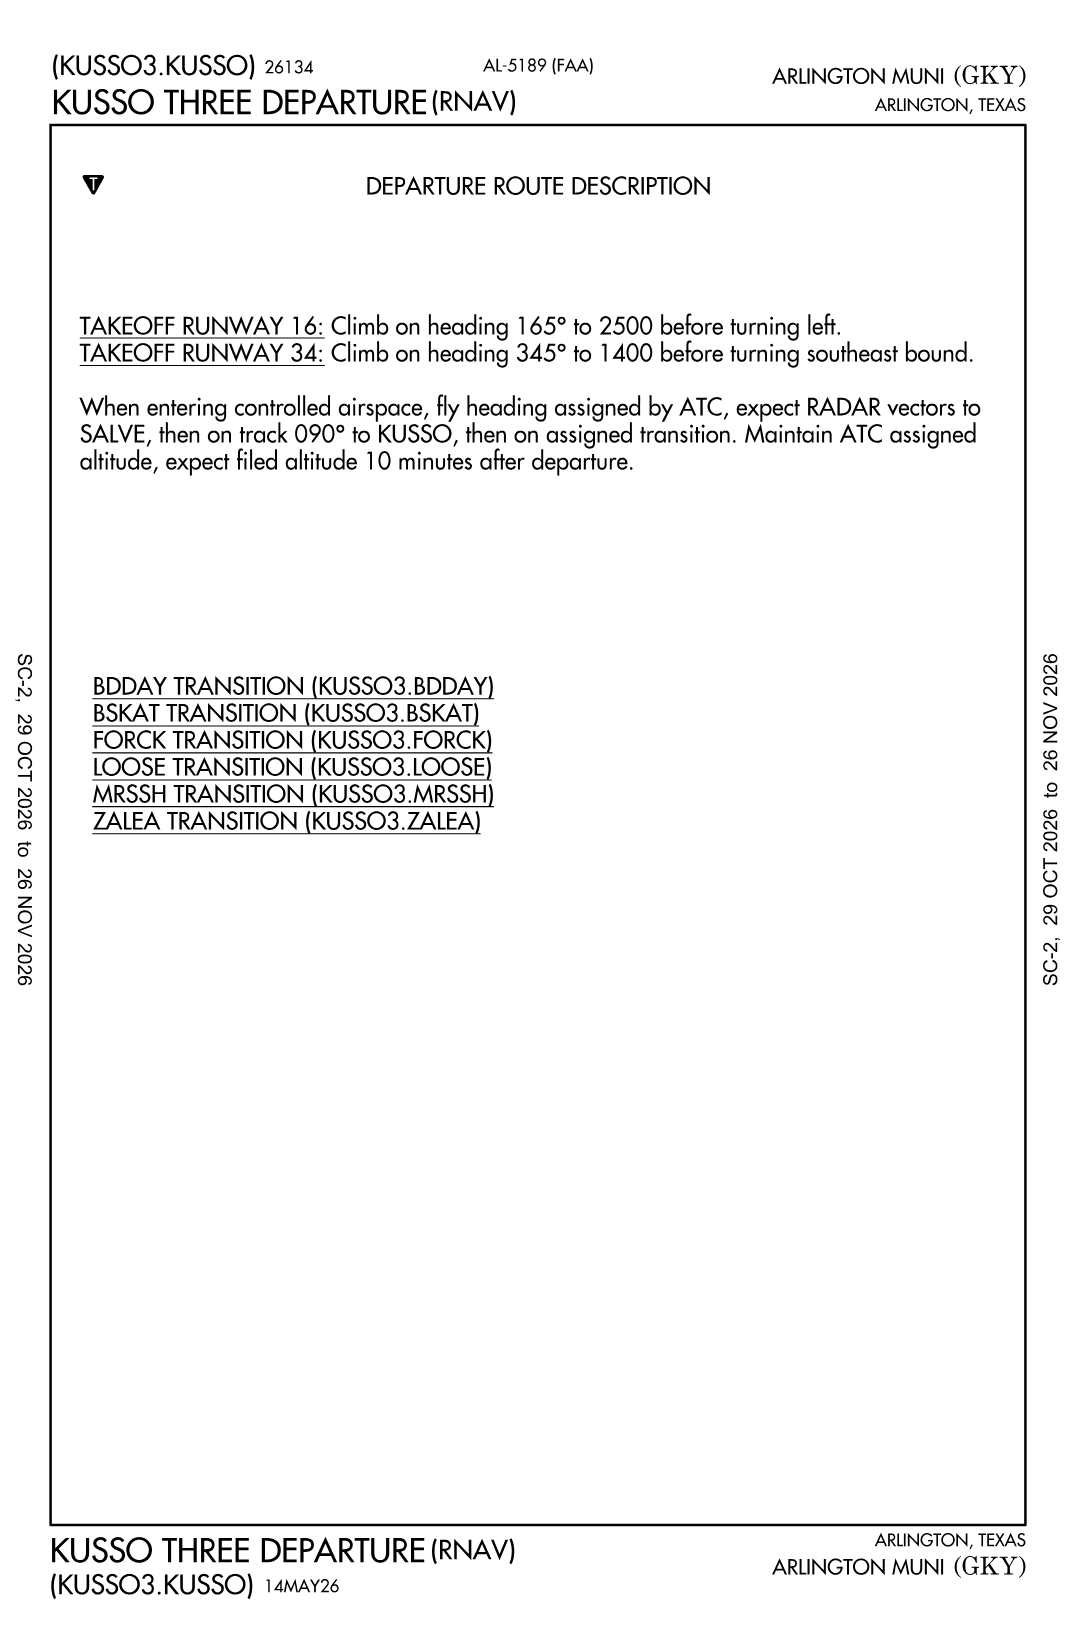 (KUSSO3.KUSSO) 26134
AL-5189 (FAA)
ARLINGTON MUNI (GKY)
KUSSO THREE DEPARTURE (RNAV)
ARLINGTON, TEXAS
T
DEPARTURE ROUTE DESCRIPTION
TAKEOFF RUNWAY 16: Climb on heading 165° to 2500 before turning left.
TAKEOFF RUNWAY 34: Climb on heading 345° to 1400 before turning southeast bound.
When entering controlled airspace, fly heading assigned by ATC, expect RADAR vectors to
SALVE, then on track 090° to KUSSO, then on assigned transition. Maintain ATC assigned
altitude, expect filed altitude 10 minutes after departure.
BDDAY TRANSITION (KUSSO3.BDDAY)
BSKAT TRANSITION (KUSSO3.BSKAT)
FORCK TRANSITION (KUSSO3.FORCK)
LOOSE TRANSITION (KUSSO3.LOOSE)
MRSSH TRANSITION (KUSSO3.MRSSH)
ZALEA TRANSITION (KUSSO3.ZALEA)
SC-2, 29 OCT 2026 to 26 NOV 2026
SC-2, 29 OCT 2026 to 26 NOV 2026
KUSSO THREE DEPARTURE (RNAV)
ARLINGTON, TEXAS
ARLINGTON MUNI (GKY)
(KUSSO3.KUSSO) 14MAY26